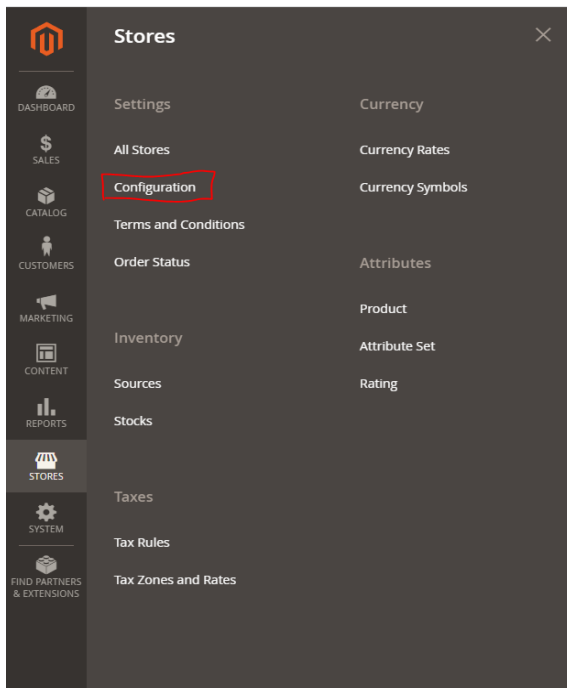 DASHBOARD
$
SALES
CATALOG
CUSTOMERS
MARKETING
CONTENT
REPORTS
STORES
SYSTEM
FIND PARTNERS
& EXTENSIONS
Stores
Settings
All Stores
Configuration
Terms and Conditions
Order Status
Inventory
Sources
Stocks
Taxes
Tax Rules
Tax Zones and Rates
Currency
Currency Rates
Currency Symbols
Attributes
Product
Attribute Set
Rating